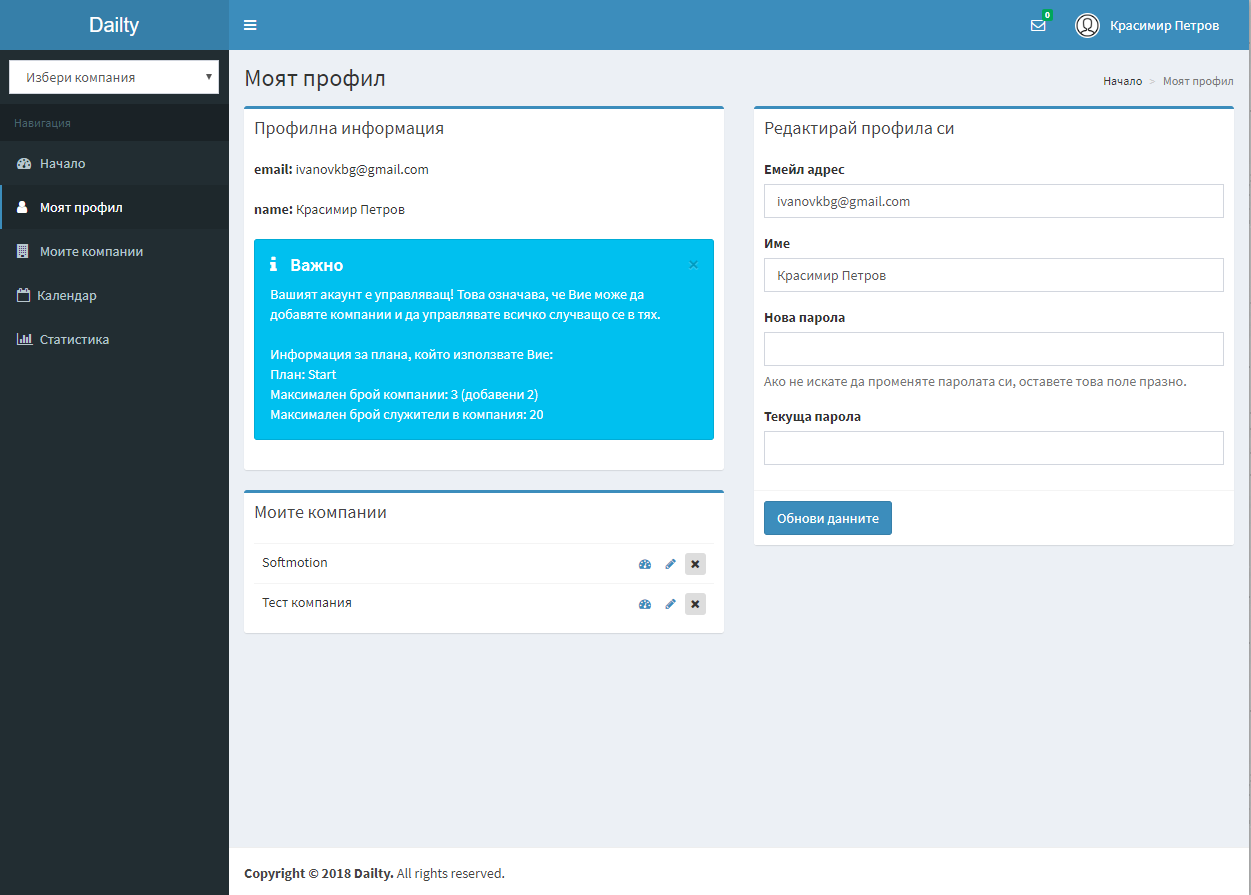 Dailty
0
Красимир Петров
Избери компания
Навигация
Начало
Моят профил
Моите компании
Календар
Статистика
Моят профил
Начало > Моят профил
Профилна информация
email: ivanovkbg@gmail.com
name: Красимир Петров
Важно
×
Вашият акаунт е управляващ! Това означава, че Вие може да
добавяте компании и да управлявате всичко случващо се в тях.
Информация за плана, който използвате Вие:
План: Start
Максимален брой компании: 3 (добавени 2)
Максимален брой служители в компания: 20
Моите компании
Softmotion
Тест компания
Редактирай профила си
Емейл адрес
ivanovkbg@gmail.com
Име
Красимир Петров
Нова парола
Ако не искате да променяте паролата си, оставете това поле празно.
Текуща парола
Обнови данните
Copyright © 2018 Dailty. All rights reserved.